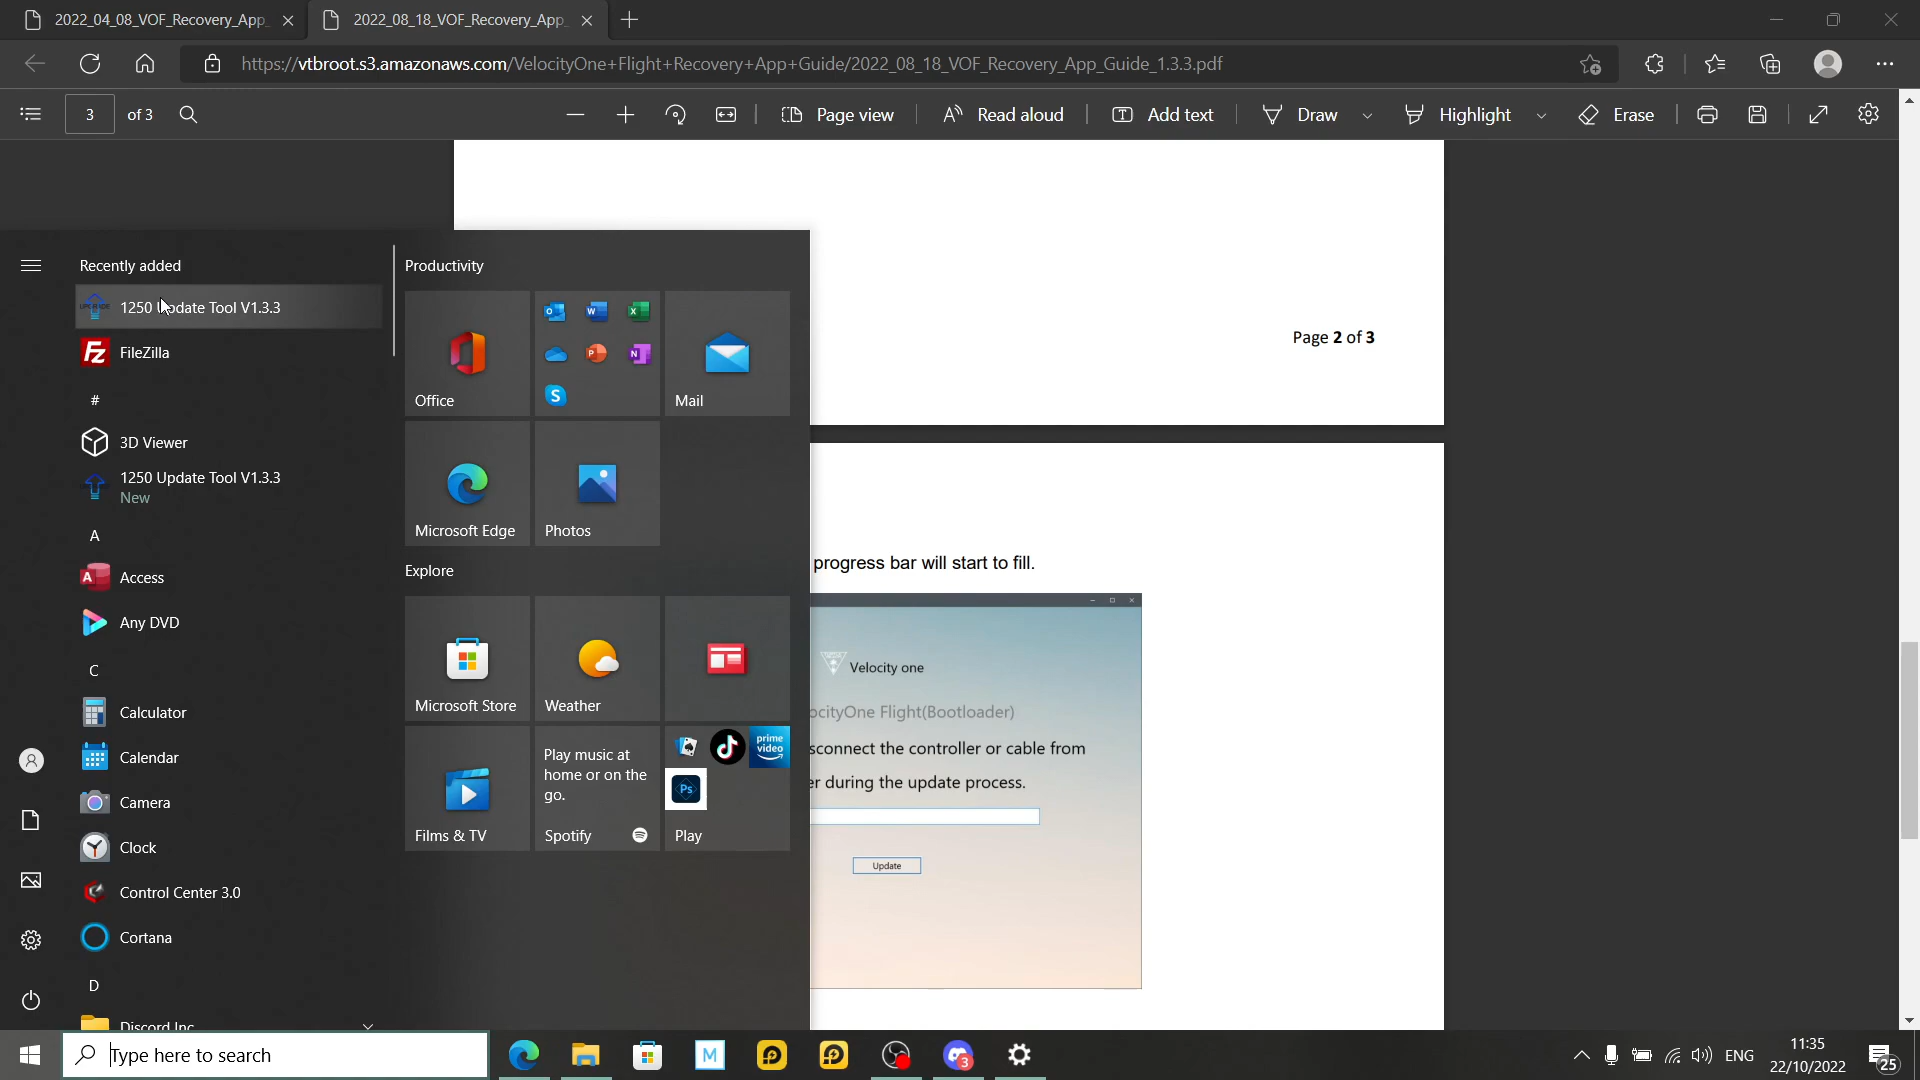 2022_04_08_VOF_Recovery_App_
2022_08_18_VOF_Recovery_App_
https://vtbroot.s3.amazonaws.com/VelocityOne+Flight+Recovery+App+Guide/2022_08_18_VOF_Recovery_App_Guide_1.3.3.pdf
3 of 3
Page view
Read aloud
Add text
Draw
Highlight
Erase
Recently added
1250 Update Tool V1.3.3
FileZilla
#
3D Viewer
1250 Update Tool V1.3.3
New
A
Access
Any DVD
C
Calculator
Calendar
Camera
Clock
Control Center 3.0
Cortana
D
Discord Inc
Productivity
Office
Mail
Microsoft Edge
Photos
Explore
Microsoft Store
Weather
Films & TV
Play music at
home or on the
go.
Spotify
prime
video
Ps
Play
Page 2 of 3
progress bar will start to fill.
Velocity one
ocityOne Flight(Bootloader)
sconnect the controller or cable from
er during the update process.
Update
Type here to search
M
3
ENG
11:35
22/10/2022
25